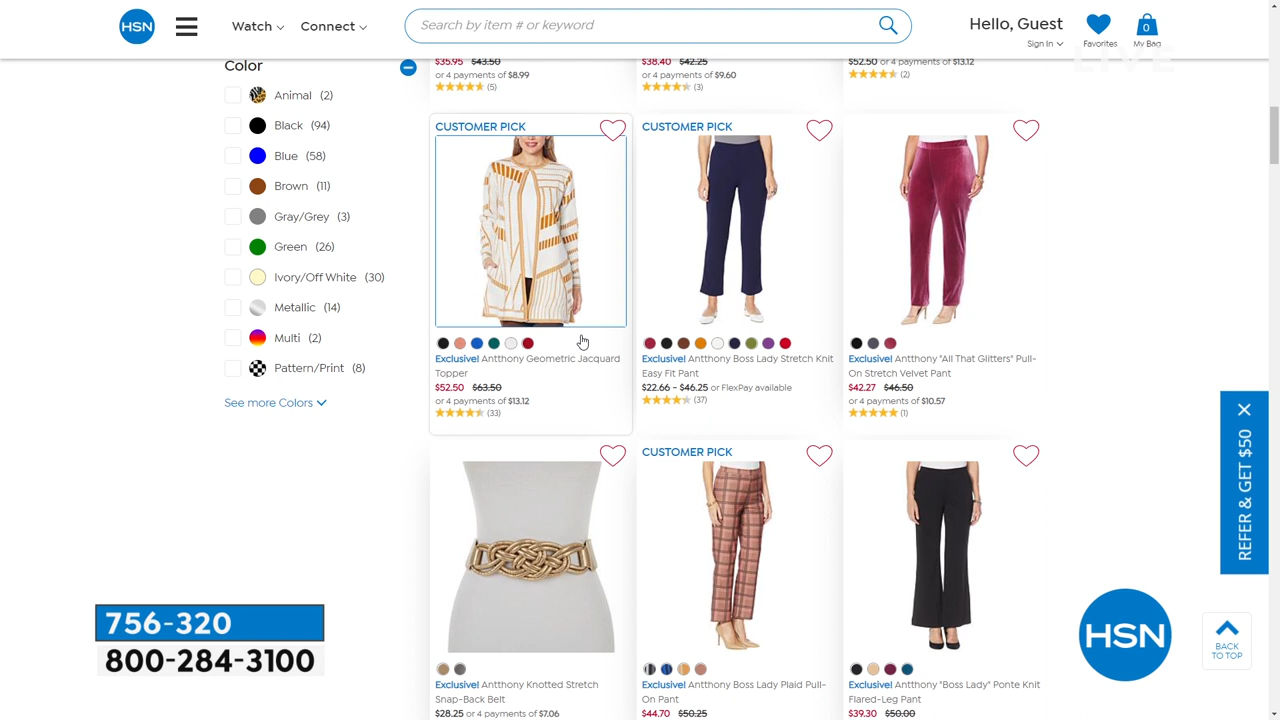 HSN
Watch
Connect
Search by item # or keyword
Hello, Guest
Sign In
Favorites
0
My Bag
LIVE
Color
Animal (2)
Black (94)
Blue (58)
Brown (11)
Gray/Grey (3)
Green (26)
Ivory/Off White (30)
Metallic (14)
Multi (2)
Pattern/Print (8)
See more Colors
$35.95 $43.50
or 4 payments of $8.99
(5)
$38.40 $42.25
or 4 payments of $9.60
(3)
$52.50 or 4 payments of $13.12
(2)
CUSTOMER PICK
Exclusive! Antthony Geometric Jacquard
Topper
$52.50 $63.50
or 4 payments of $13.12
(33)
CUSTOMER PICK
Exclusive! Antthony Boss Lady Stretch Knit
Easy Fit Pant
$22.66 - $46.25 or FlexPay available
(37)
Exclusive! Antthony "All That Glitters" Pull-
On Stretch Velvet Pant
$42.27 $46.50
or 4 payments of $10.57
(1)
Exclusive! Antthony Knotted Stretch
Snap-Back Belt
$28.25 or 4 payments of $7.06
CUSTOMER PICK
Exclusive! Antthony Boss Lady Plaid Pull-
On Pant
$44.70 $50.25
Exclusive! Antthony "Boss Lady" Ponte Knit
Flared-Leg Pant
$39.30 $50.00
REFER & GET $50
756-320
800-284-3100
HSN
BACK
TO TOP